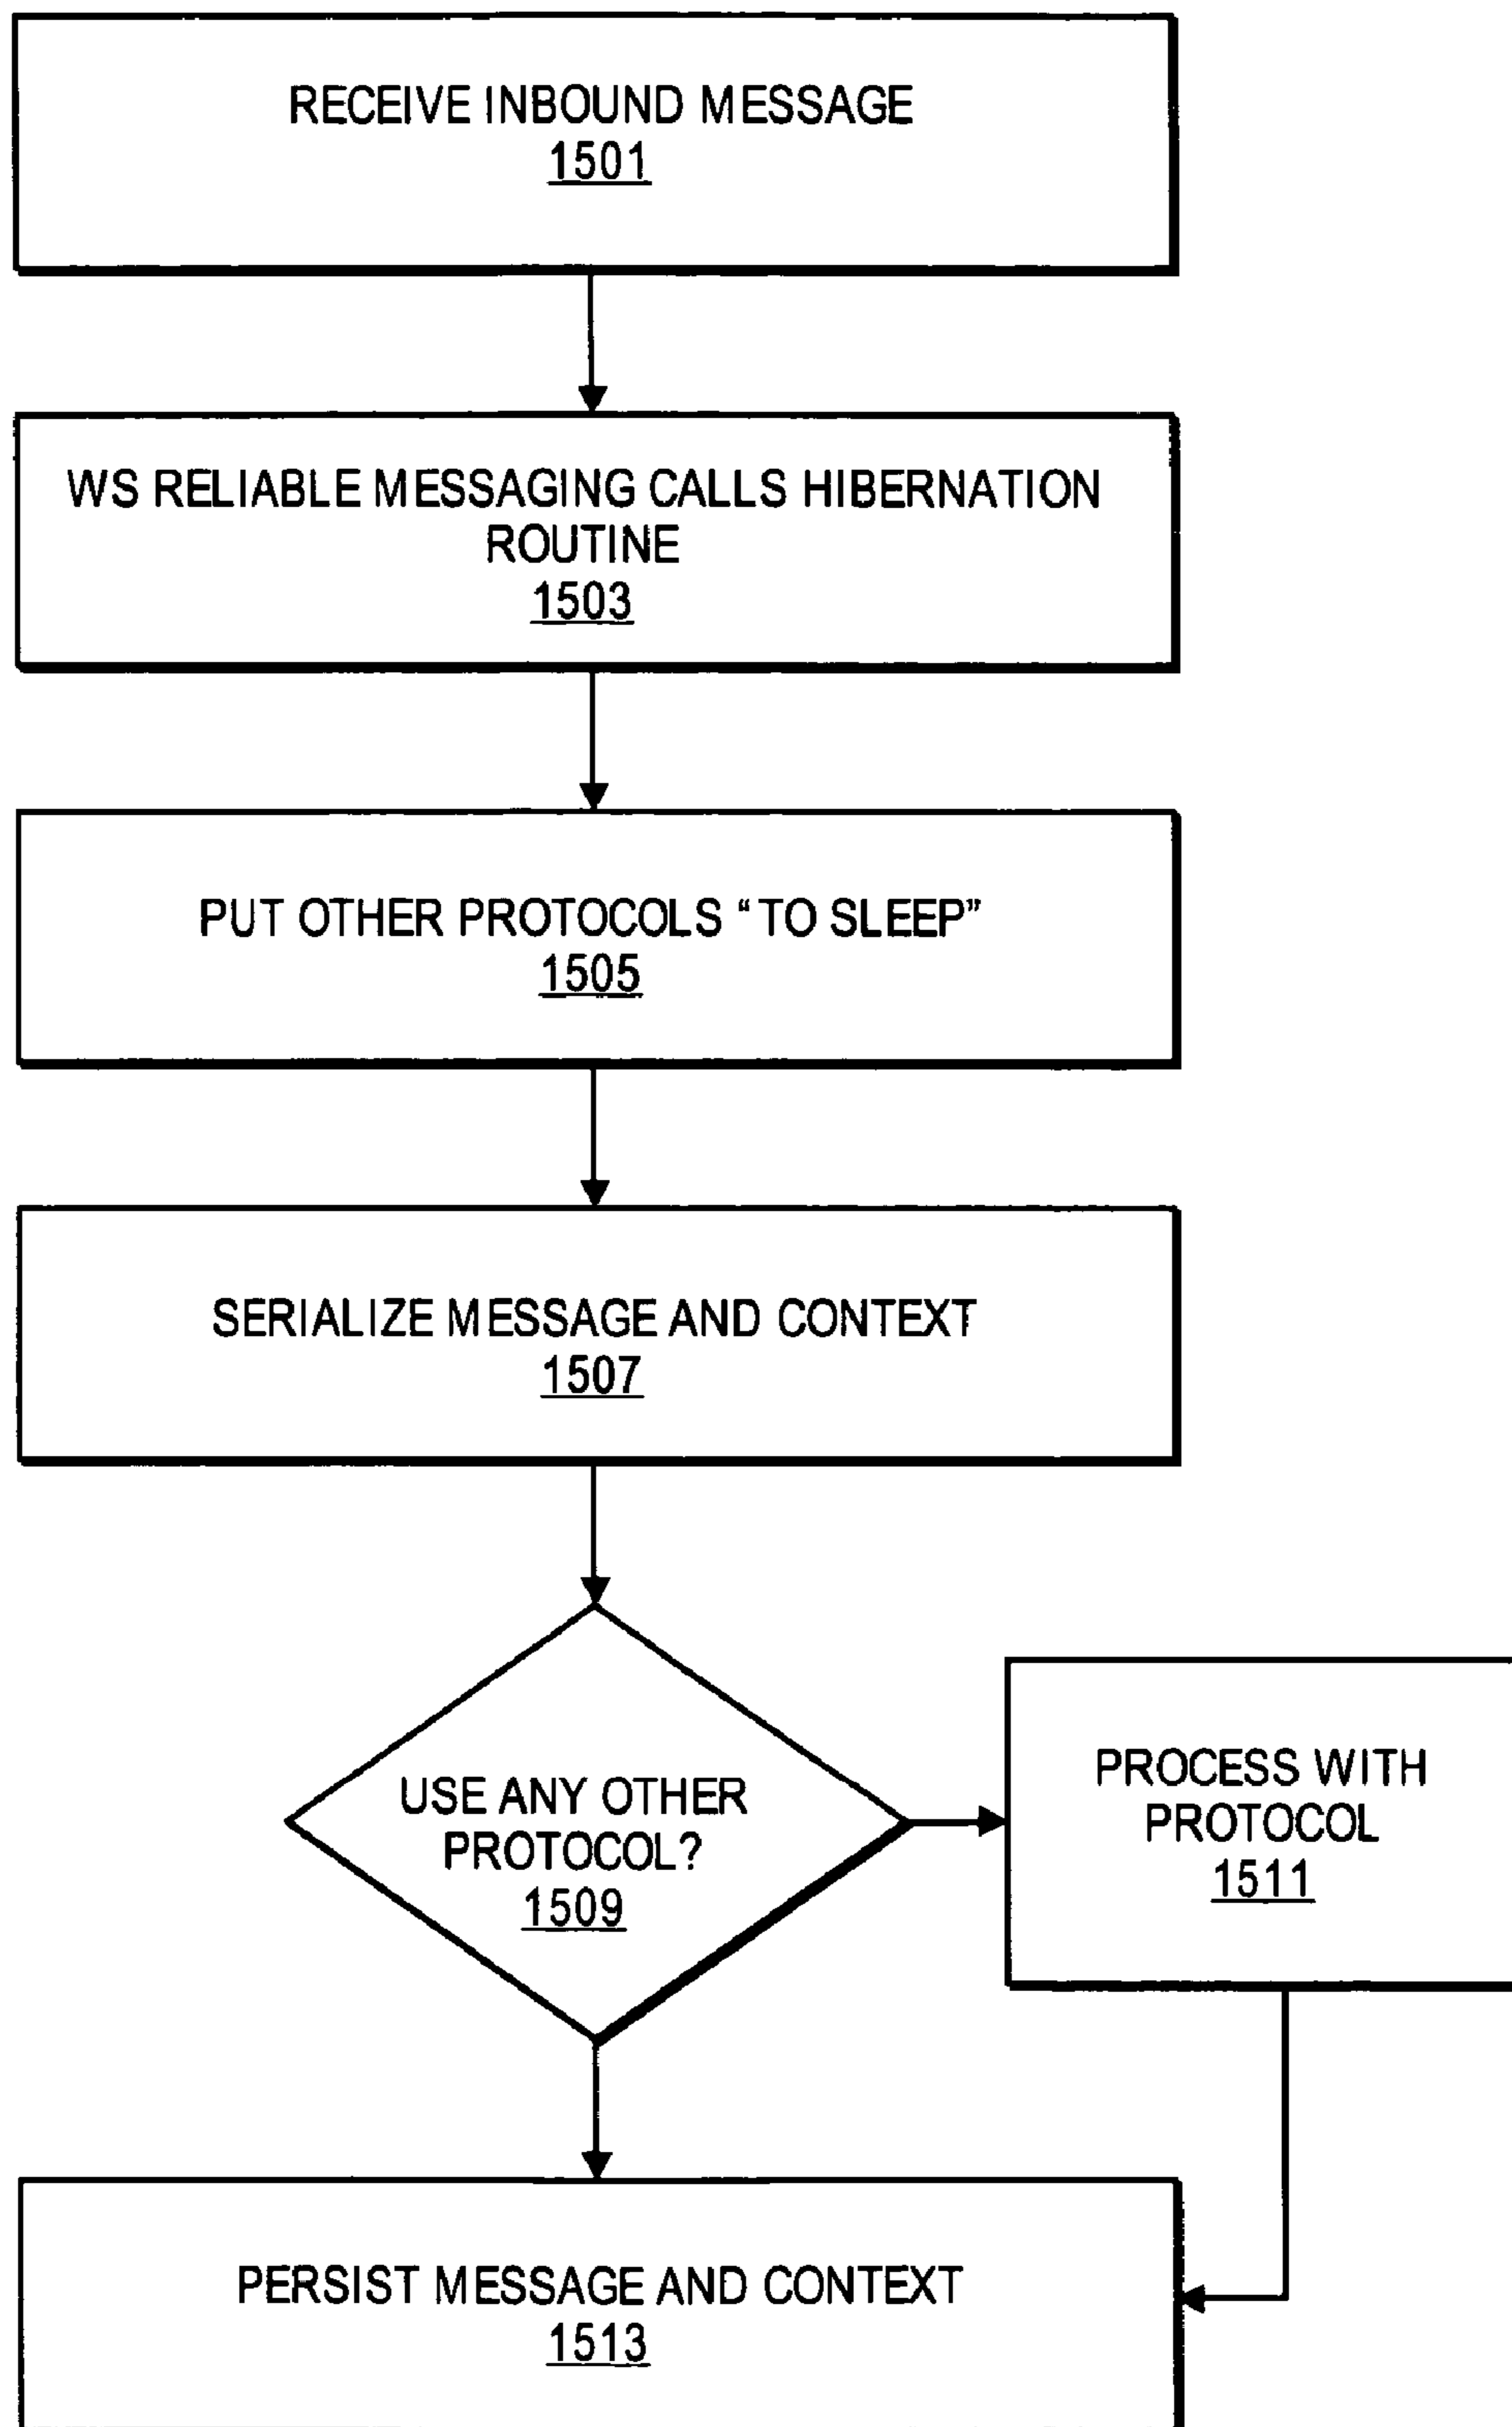 RECEIVE INBOUND MESSAGE
1501
WS RELIABLE MESSAGING CALLS HIBERNATION
ROUTINE
1503
PUT OTHER PROTOCOLS “TO SLEEP”
1505
SERIALIZE MESSAGE AND CONTEXT
1507
USE ANY OTHER
PROTOCOL?
1509
PROCESS WITH
PROTOCOL
1511
PERSIST MESSAGE AND CONTEXT
1513